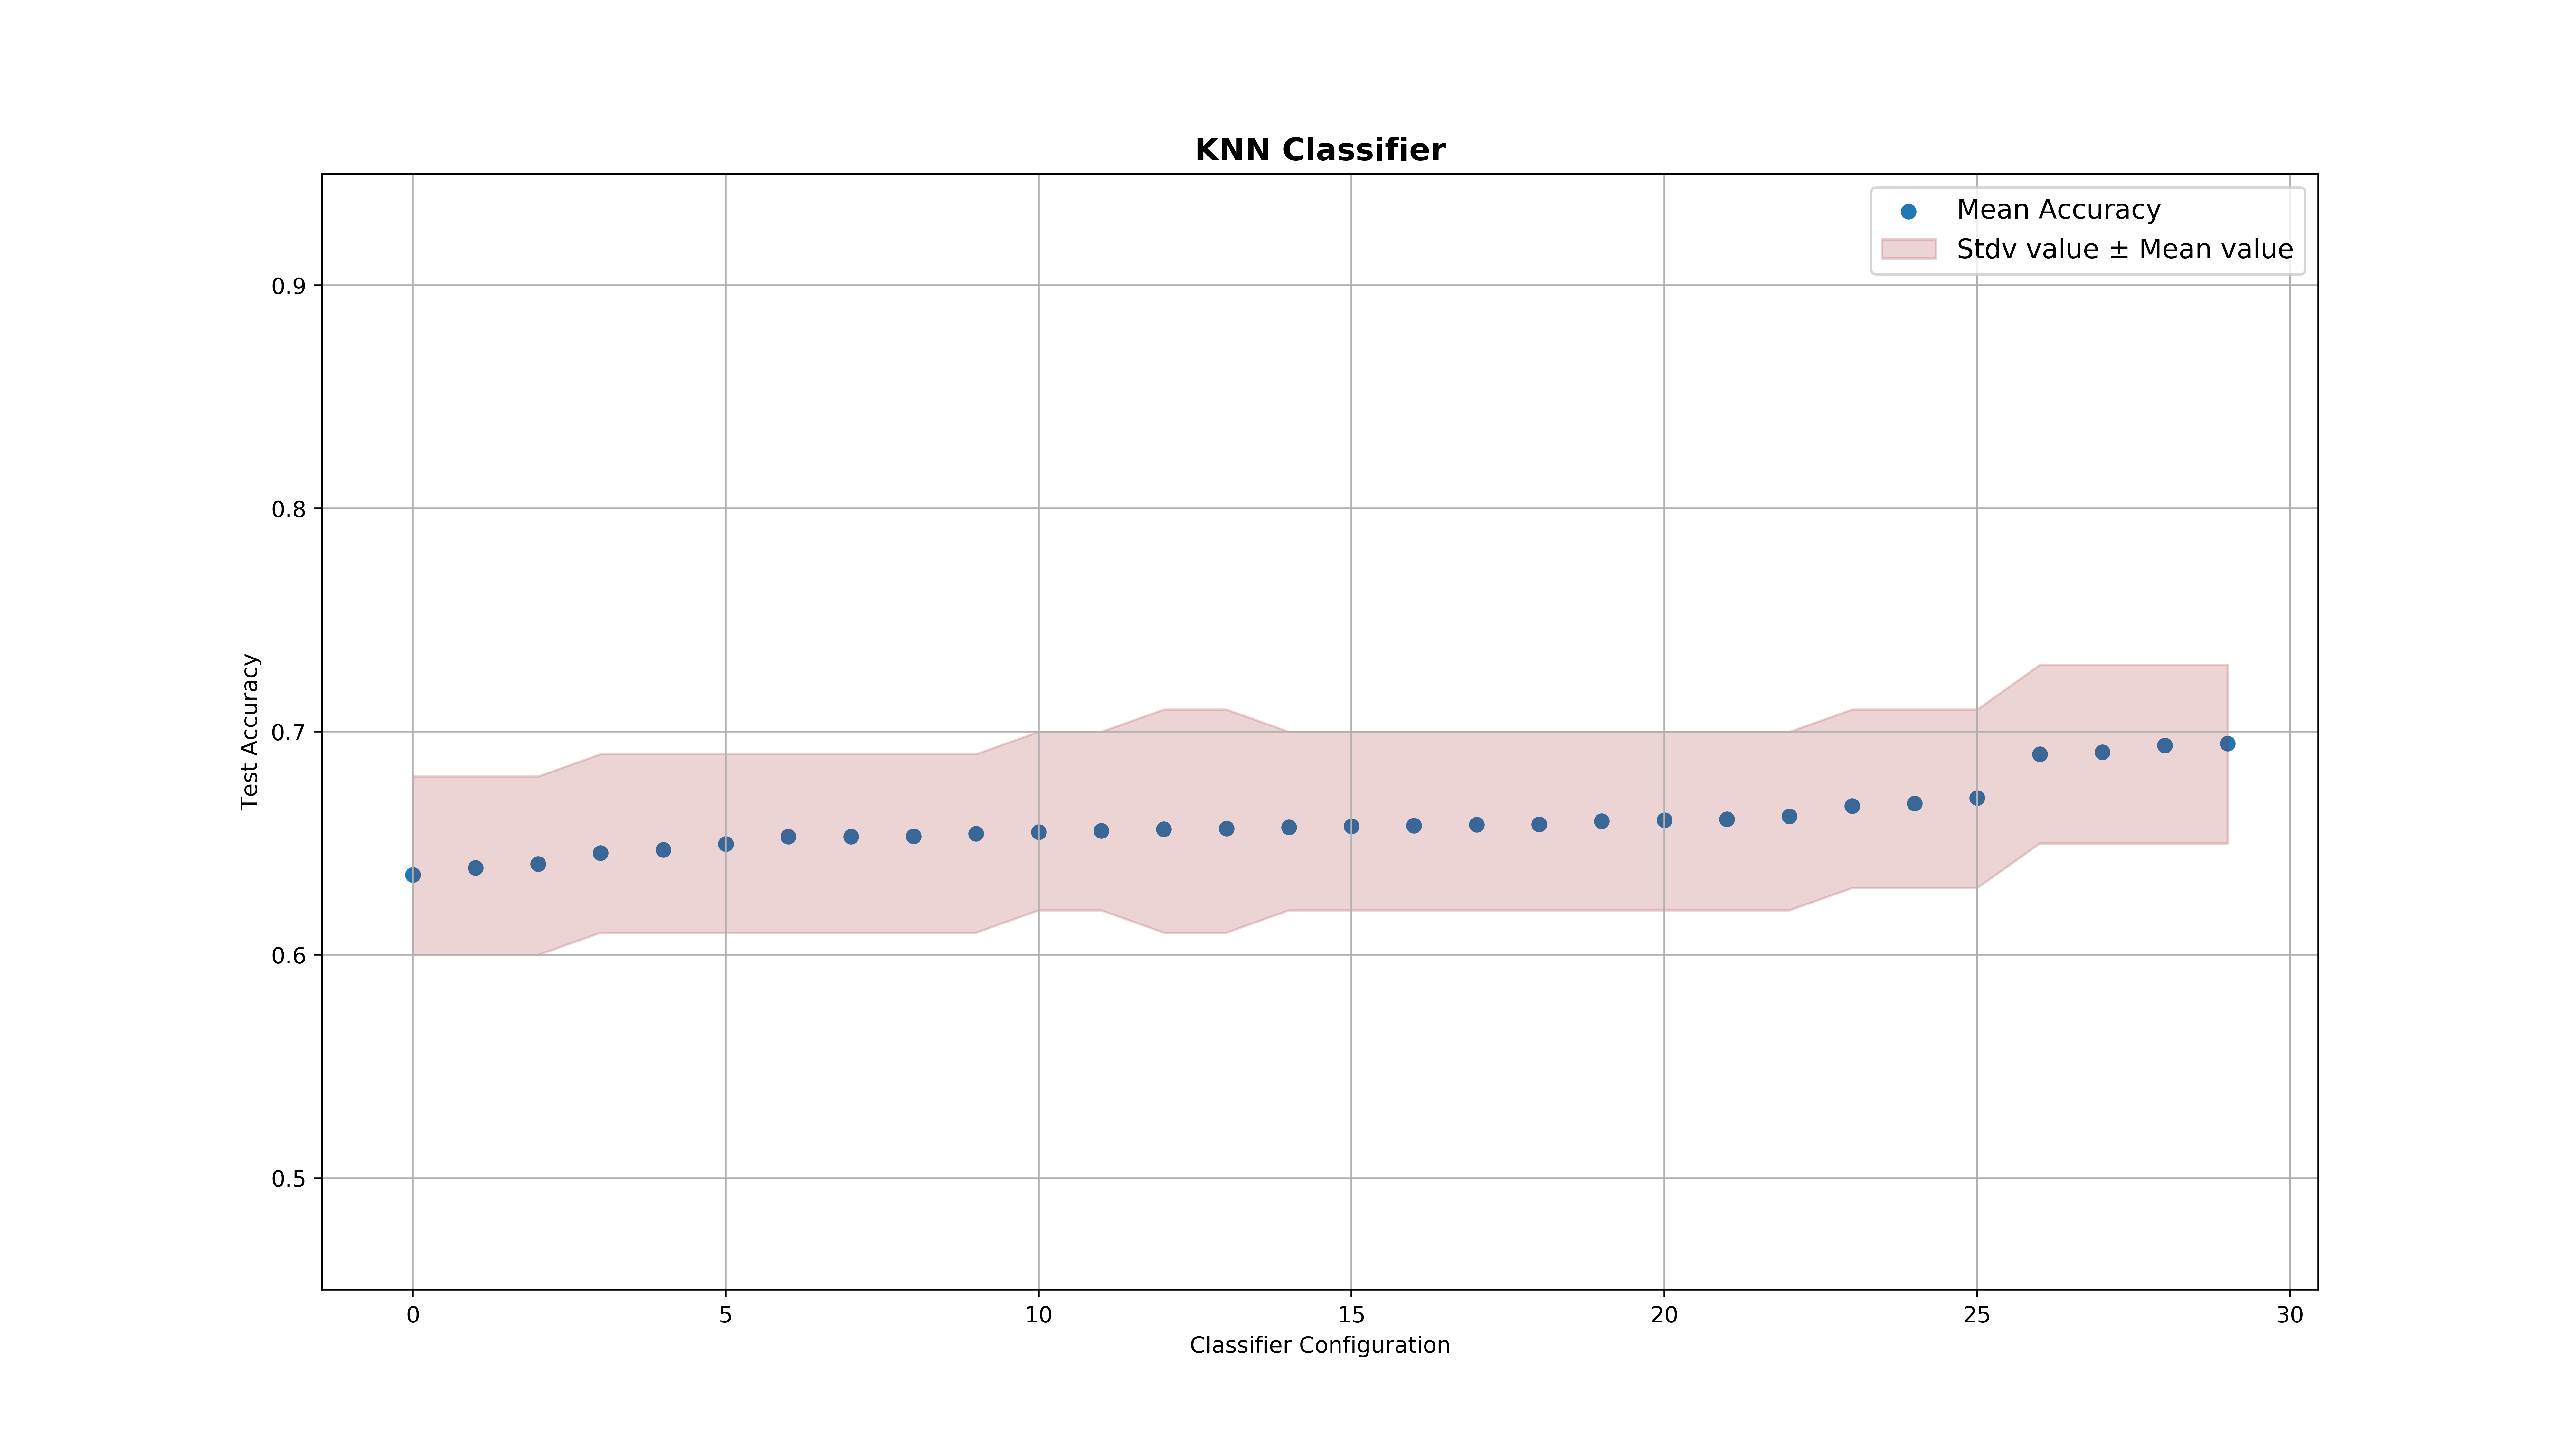 KNN Classifier
Mean Accuracy
Stdv value ± Mean value
0.9
0.8
0.7
0.6
0.5
Test Accuracy
0 5 10 15 20 25 30
Classifier Configuration